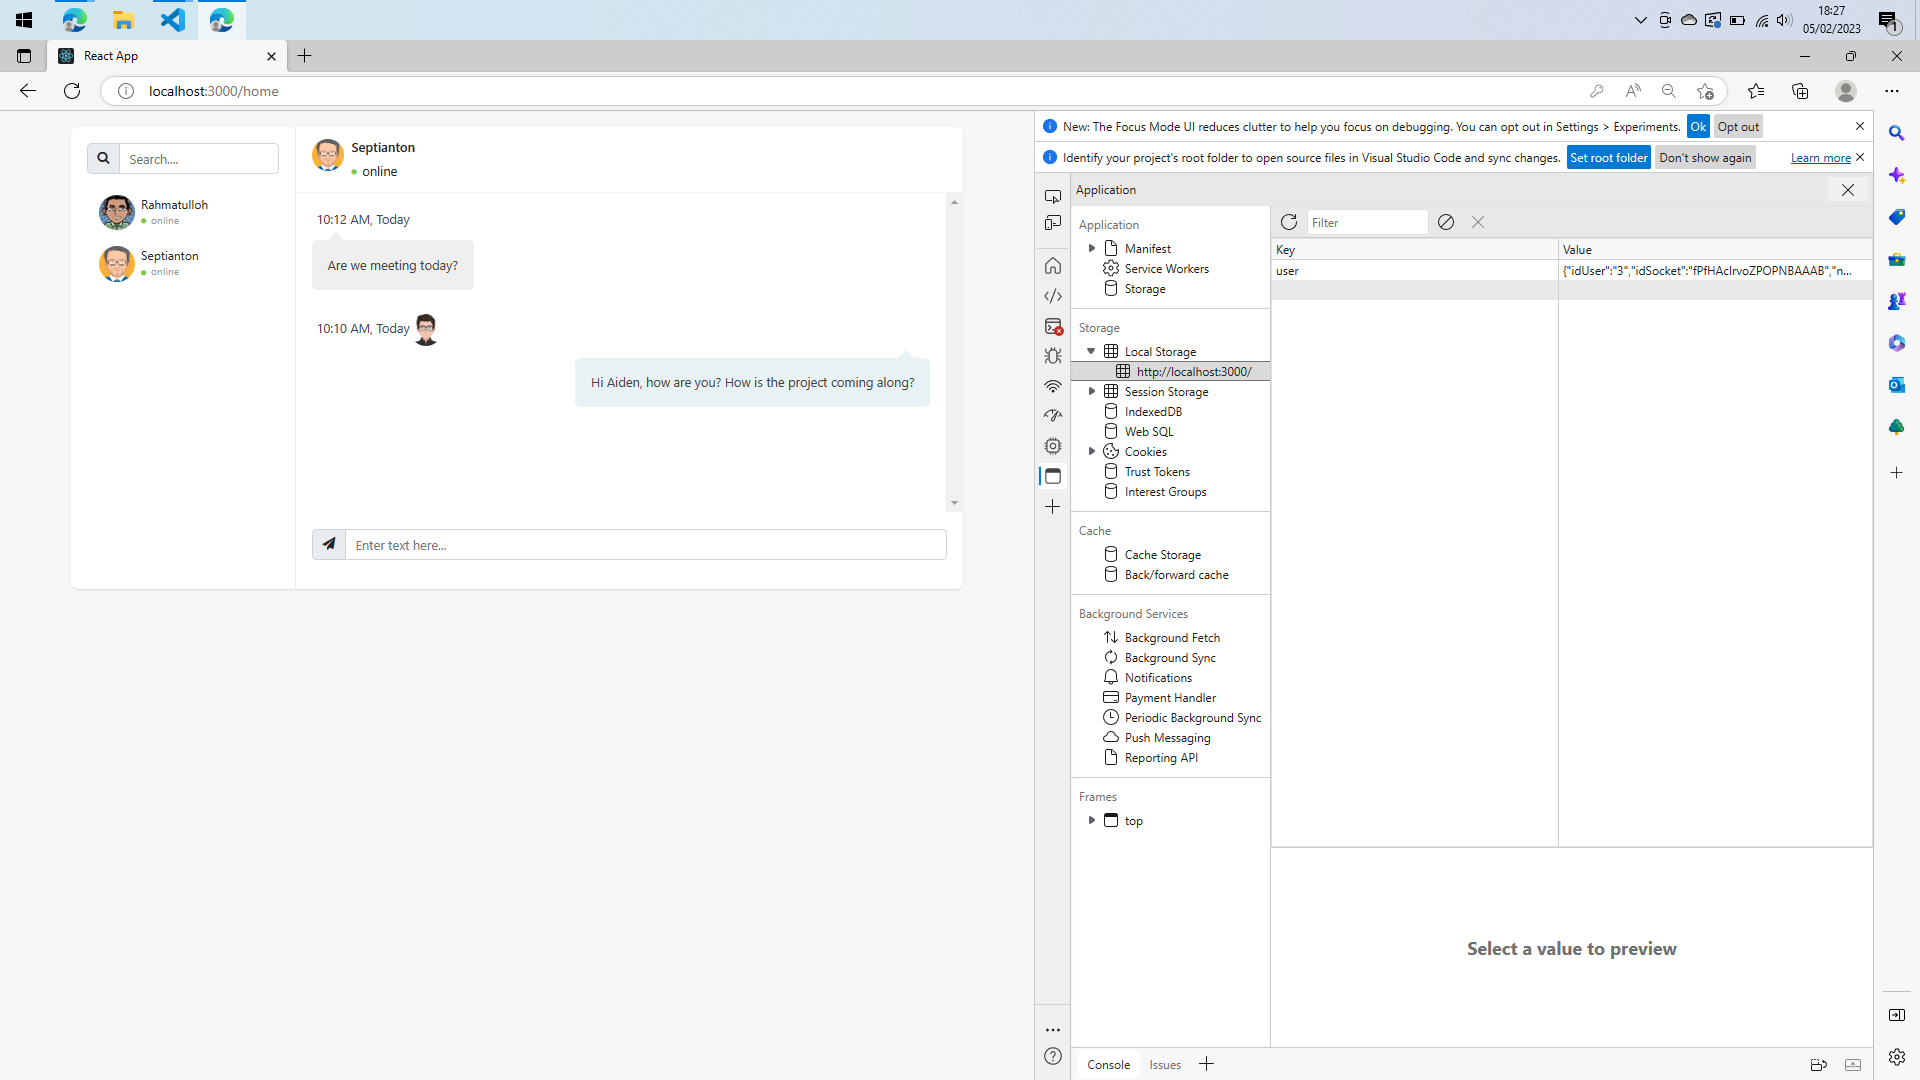 18:27
05/02/2023
1
React App
localhost:3000/home
Search....
Rahmatulloh
online
Septianton
online
Septianton
online
10:12 AM, Today
Are we meeting today?
10:10 AM, Today
Hi Aiden, how are you? How is the project coming along?
Enter text here...
New: The Focus Mode UI reduces clutter to help you focus on debugging. You can opt out in Settings > Experiments.
Ok
Opt out
Identify your project's root folder to open source files in Visual Studio Code and sync changes.
Set root folder
Don't show again
Learn more
Application
Application
Manifest
Service Workers
Storage
Storage
Local Storage
http://localhost:3000/
Session Storage
IndexedDB
Web SQL
Cookies
Trust Tokens
Interest Groups
Cache
Cache Storage
Back/forward cache
Background Services
Background Fetch
Background Sync
Notifications
Payment Handler
Periodic Background Sync
Push Messaging
Reporting API
Frames
top
Filter
Key
Value
user
{"idUser":"3","idSocket":"fPfHAcIrvoZPOPNBAAAB","n...
Select a value to preview
Console
Issues